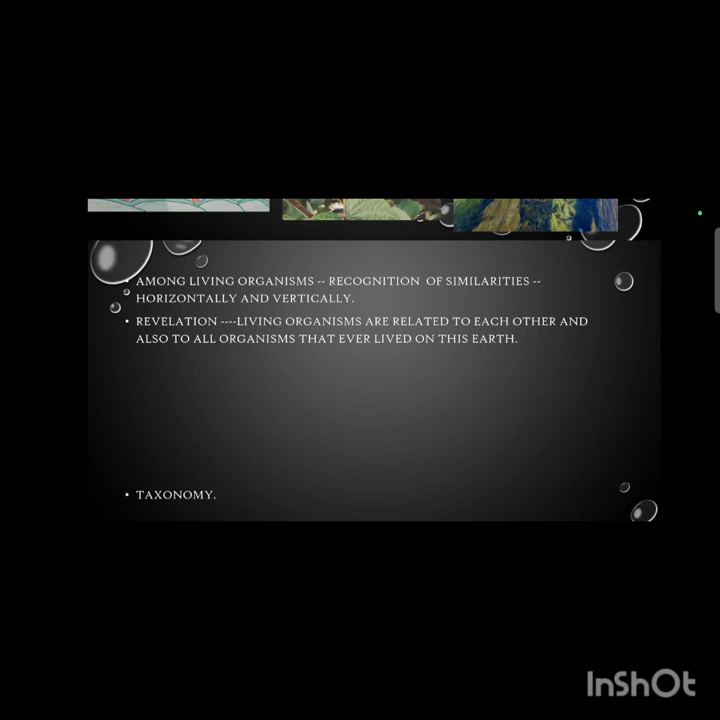 • AMONG LIVING ORGANISMS -- RECOGNITION OF SIMILARITIES --
HORIZONTALLY AND VERTICALLY.
• REVELATION ----LIVING ORGANISMS ARE RELATED TO EACH OTHER AND
ALSO TO ALL ORGANISMS THAT EVER LIVED ON THIS EARTH.
• TAXONOMY.
InShOt